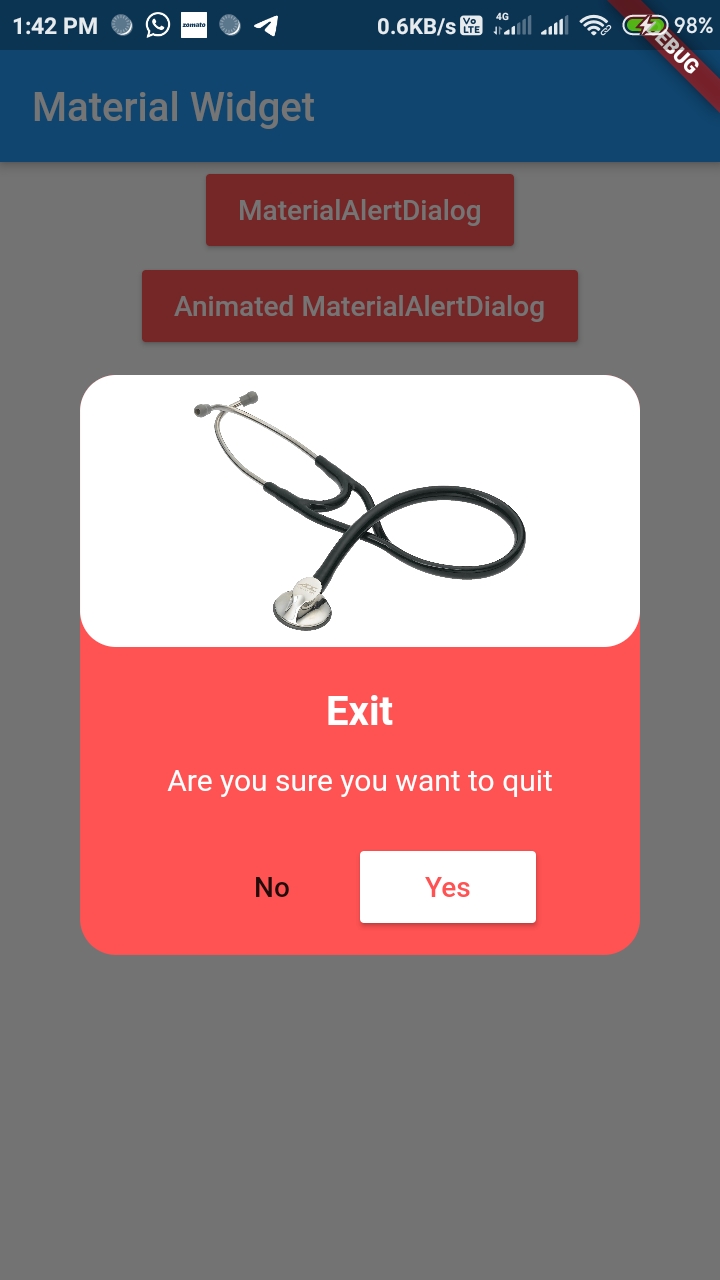 1:42 PM zomato 0.6KB/s Vo LTE 4G 98%
DEBUG
Material Widget
MaterialAlertDialog
Animated MaterialAlertDialog
Exit
Are you sure you want to quit
No Yes